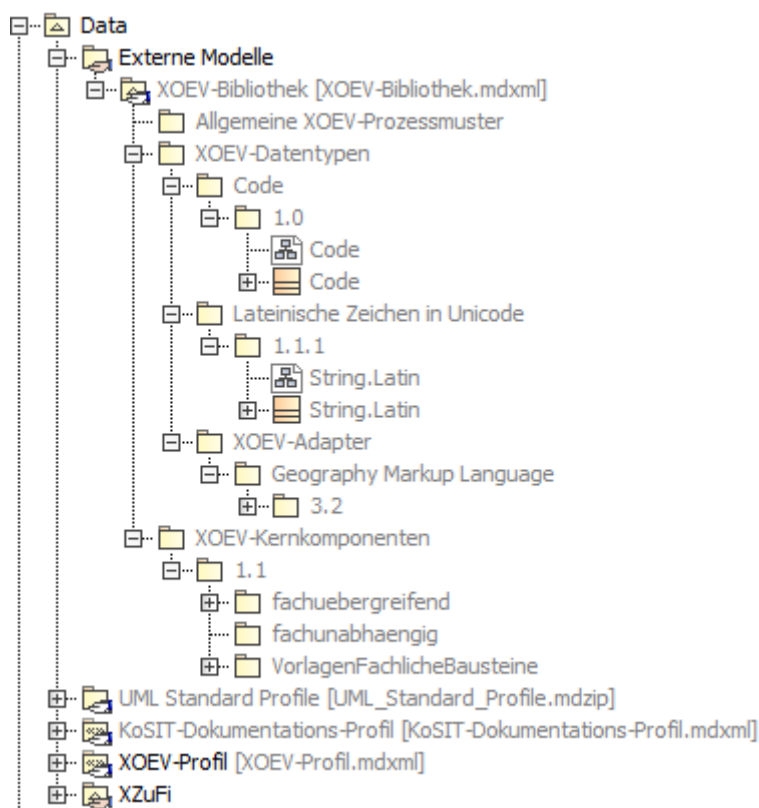 Data
Externe Modelle
XOEV-Bibliothek [XOEV-Bibliothek.mdxml]
Allgemeine XOEV-Prozessmuster
XOEV-Datentypen
Code
1.0
Code
Code
Lateinische Zeichen in Unicode
1.1.1
String.Latin
String.Latin
XOEV-Adapter
Geography Markup Language
3.2
XOEV-Kernkomponenten
1.1
fachuebergreifend
fachunabhaengig
VorlagenFachlicheBausteine
UML Standard Profile [UML_Standard_Profile.mdzip]
KoSIT-Dokumentations-Profil [KoSIT-Dokumentations-Profil.mdxml]
XOEV-Profil [XOEV-Profil.mdxml]
XZuFi